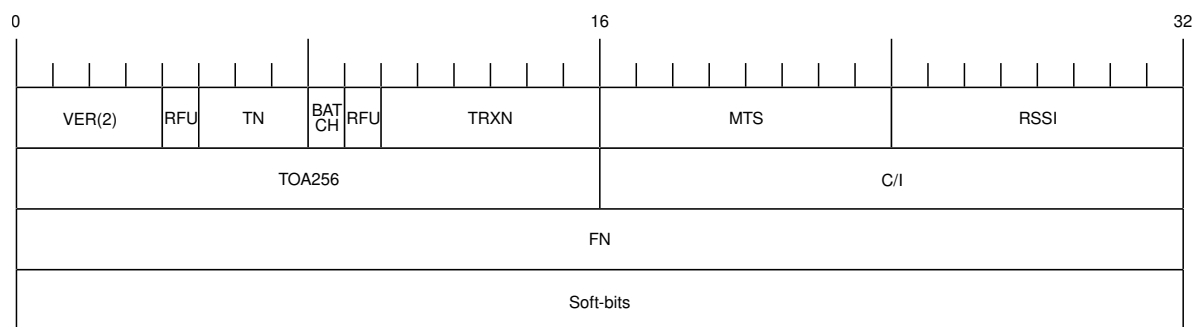 0 16 32
VER(2) RFU TN BAT CH RFU TRXN MTS RSSI
TOA256 C/I
FN
Soft-bits